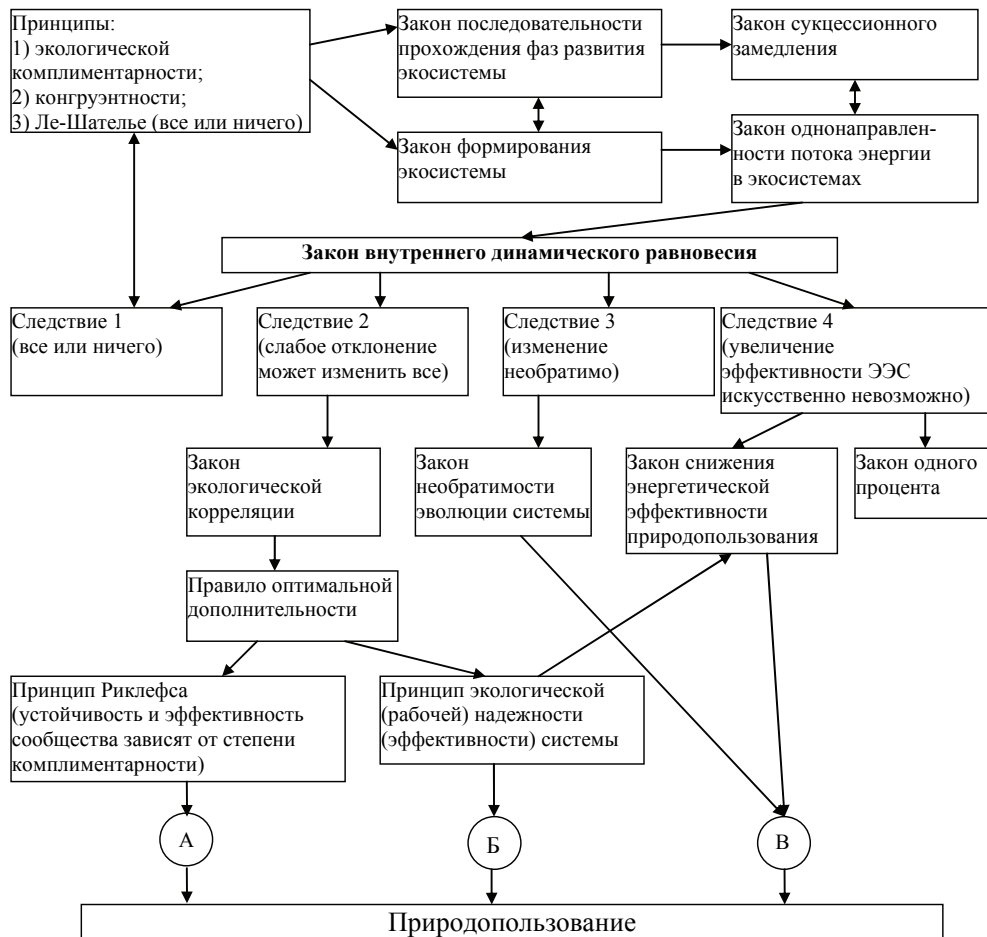 Принципы:
1) экологической
комплиментарности;
2) конгруэнтности;
3) Ле-Шателье (все или ничего)
Закон последовательности
прохождения фаз развития
экосистемы
Закон сукцессионного
замедления
Закон формирования
экосистемы
Закон однонаправлен-
ности потока энергии
в экосистемах
Закон внутреннего динамического равновесия
Следствие 1
(все или ничего)
Следствие 2
(слабое отклонение
может изменить все)
Следствие 3
(изменение
необратимо)
Следствие 4
(увеличение
эффективности ЭЭС
искусственно невозможно)
Закон
экологической
корреляции
Закон
необратимости
эволюции системы
Закон снижения
энергетической
эффективности
природопользования
Закон одного
процента
Правило оптимальной
дополнительности
Принцип Риклефса
(устойчивость и эффективность
сообщества зависят от степени
комплиментарности)
Принцип экологической
(рабочей) надежности
(эффективности) системы
А
Б
В
Природопользование